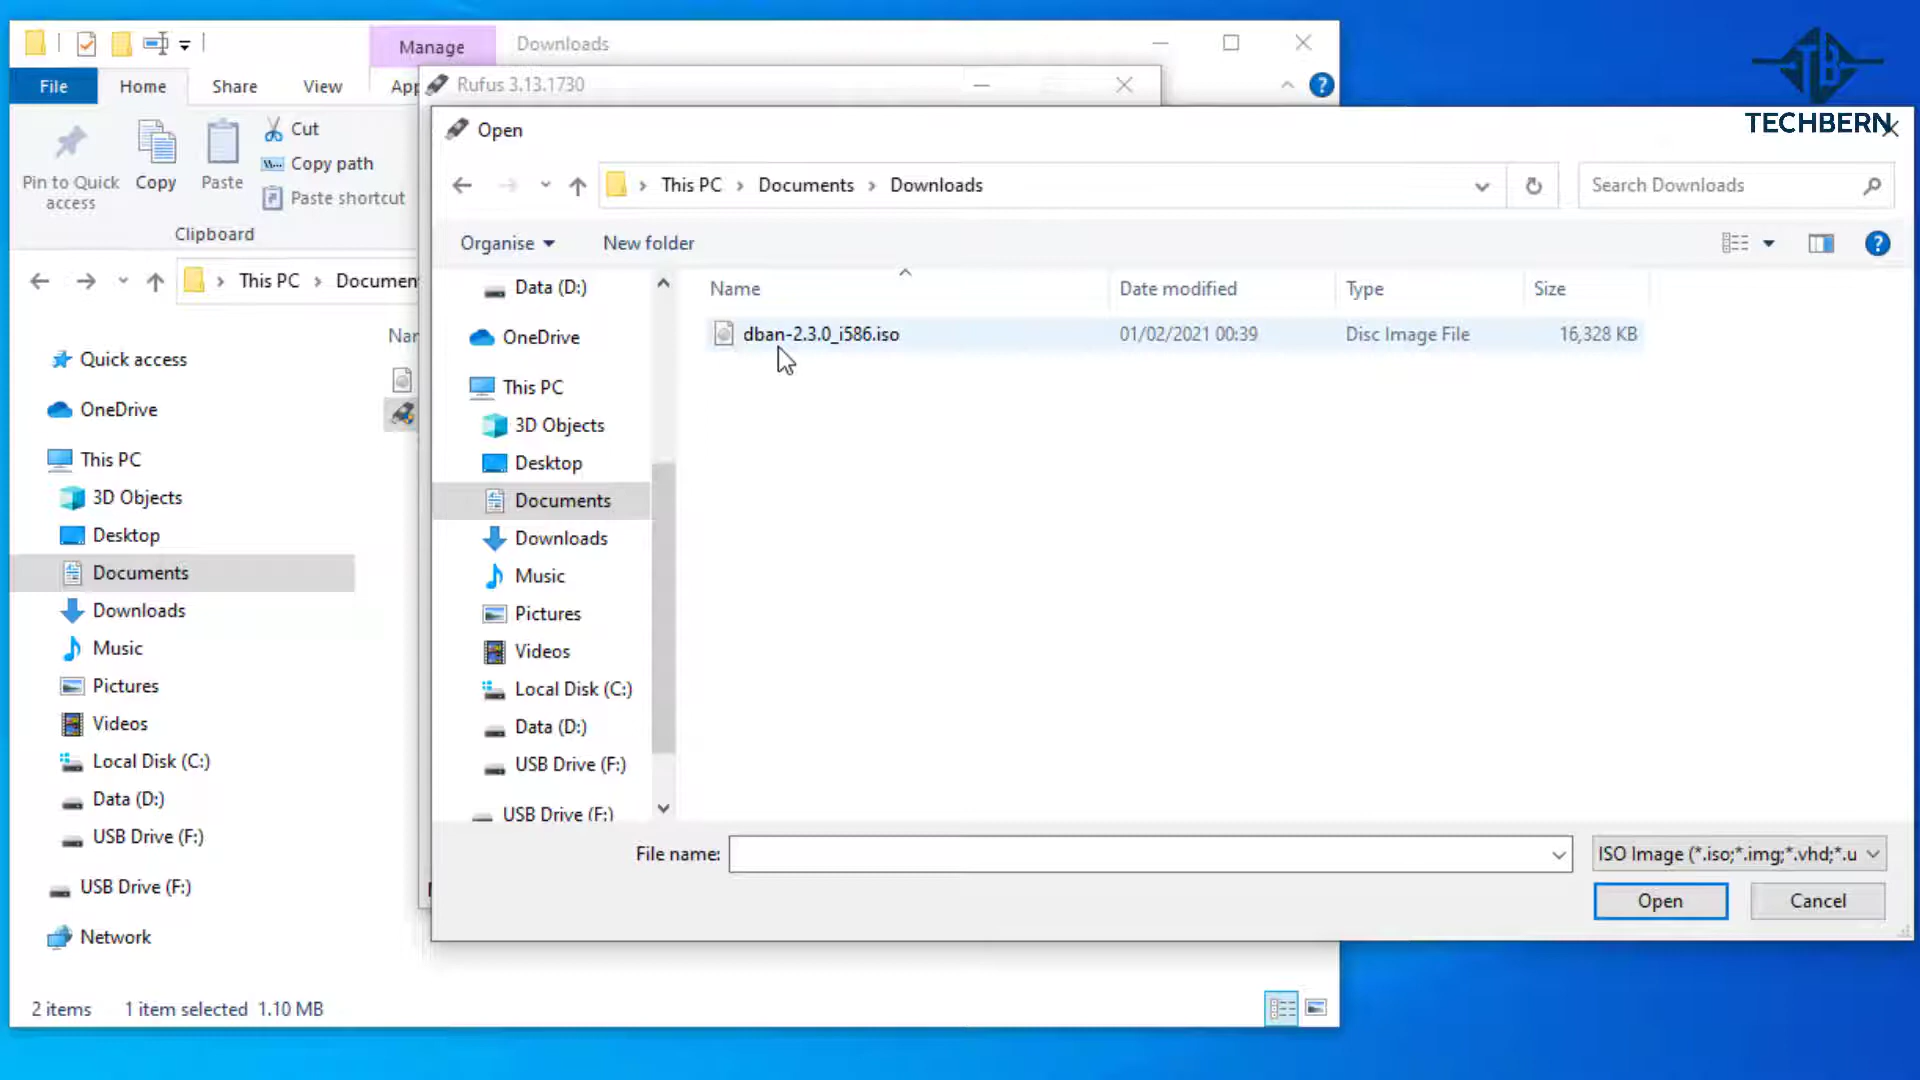 Manage
Downloads
File
Home
Share
View
App
Rufus 3.13.1730
Pin to Quick access
Copy
Paste
Cut
Copy path
Paste shortcut
Clipboard
This PC
Documen
Nar
Quick access
OneDrive
This PC
3D Objects
Desktop
Documents
Downloads
Music
Pictures
Videos
Local Disk (C:)
Data (D:)
USB Drive (F:)
USB Drive (F:)
Network
2 items
1 item selected 1.10 MB
TECHBERN
Open
This PC
Documents
Downloads
Search Downloads
Organise
New folder
Data (D:)
OneDrive
This PC
3D Objects
Desktop
Documents
Downloads
Music
Pictures
Videos
Local Disk (C:)
Data (D:)
USB Drive (F:)
USB Drive (F:)
Name
Date modified
Type
Size
dban-2.3.0_i586.iso
01/02/2021 00:39
Disc Image File
16,328 KB
File name:
ISO Image (*.iso;*.img;*.vhd;*.u
Open
Cancel